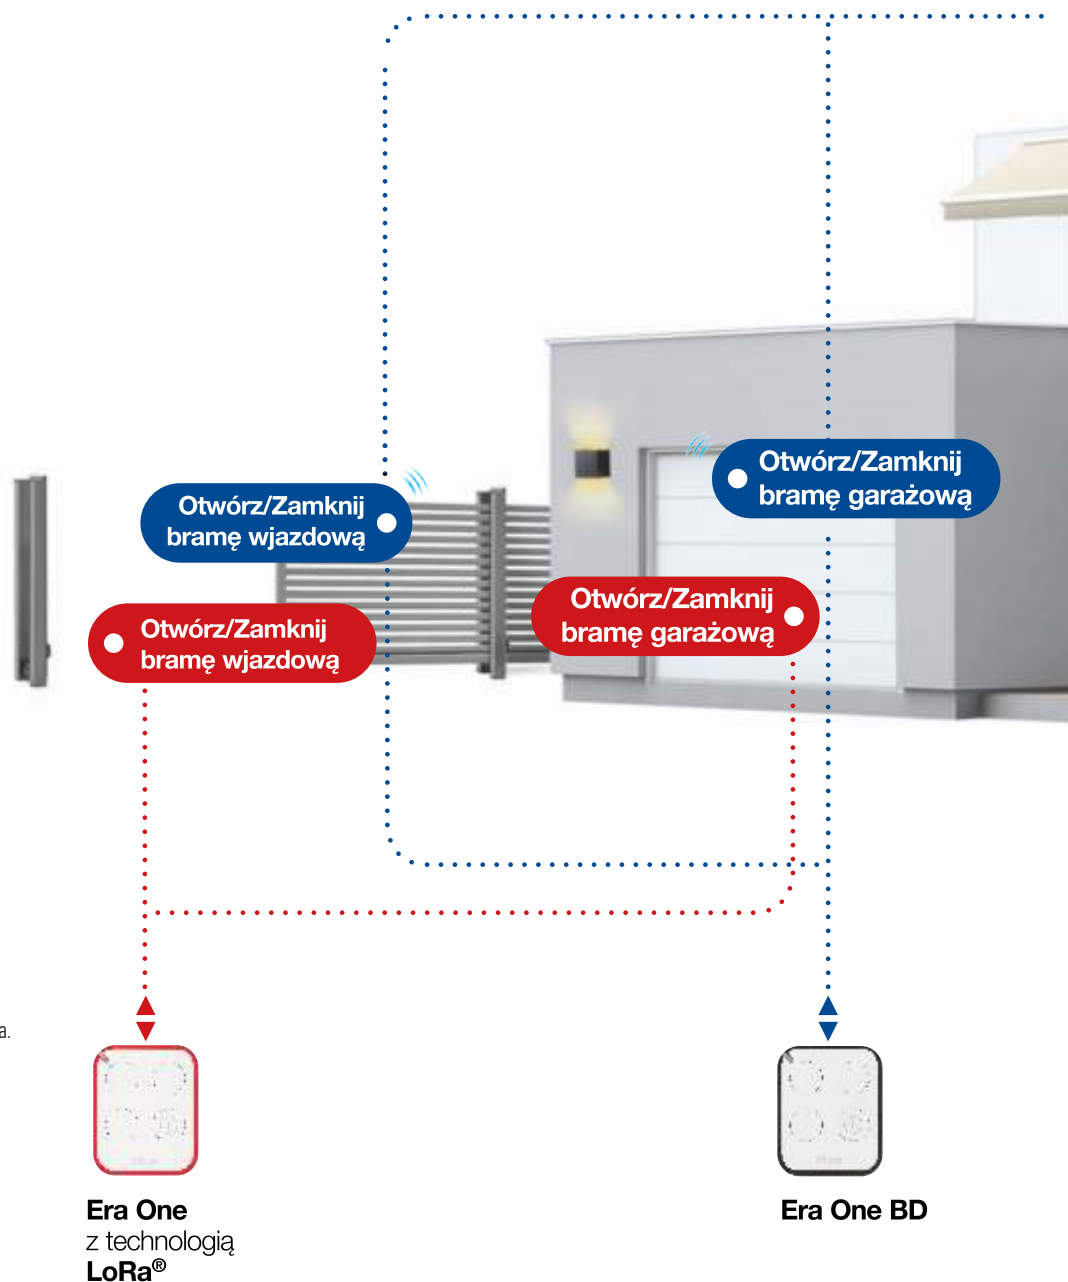 Otwórz/Zamknij
bramę garażową
Otwórz/Zamknij
bramę wjazdową
Otwórz/Zamknij
bramę garażową
Otwórz/Zamknij
bramę wjazdową
a.
Era One
z technologią
LoRa®
Era One BD